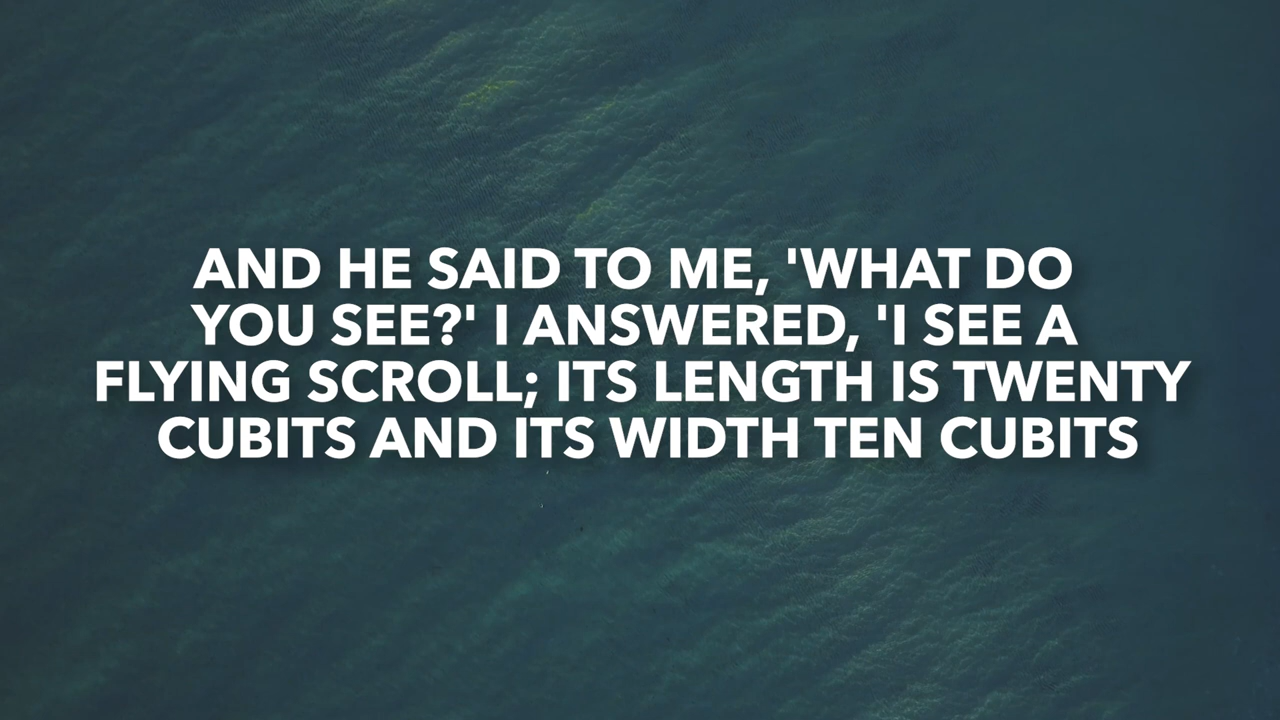 AND HE SAID TO ME, 'WHAT DO
YOU SEE?' I ANSWERED, 'I SEE A
FLYING SCROLL; ITS LENGTH IS TWENTY
CUBITS AND ITS WIDTH TEN CUBITS